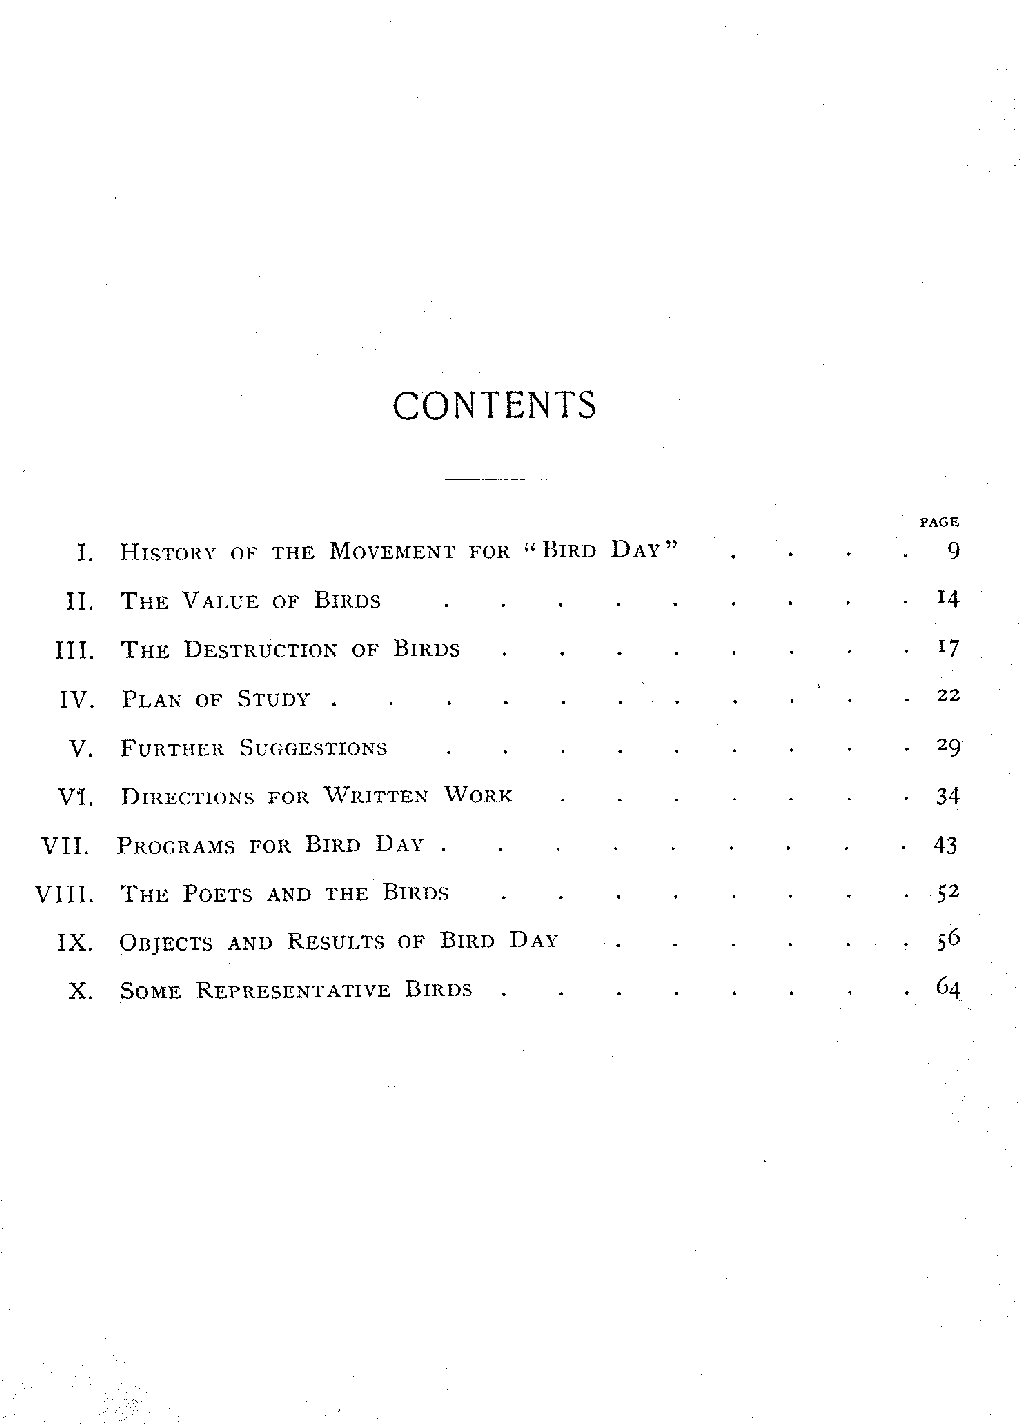 CONTENTS
PAGE
I. HISTORY OF THE MOVEMENT FOR "BIRD DAY" . . . . 9
II. THE VALUE OF BIRDS . . . . . . . . . 14
III. THE DESTRUCTION OF BIRDS . . . . . . . . 17
IV. PLAN OF STUDY . . . . . . . . . . . 22
V. FURTHER SUGGESTIONS . . . . . . . . . 29
VI. DIRECTIONS FOR WRITTEN WORK . . . . . . . 34
VII. PROGRAMS FOR BIRD DAY . . . . . . . . . 43
VIII. THE POETS AND THE BIRDS . . . . . . . . 52
IX. OBJECTS AND RESULTS OF BIRD DAY . . . . . . 56
X. SOME REPRESENTATIVE BIRDS . . . . . . . . 64